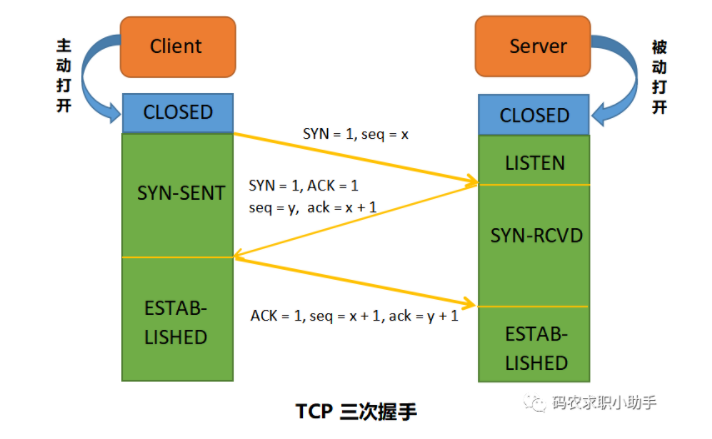 主动打开
Client
Server
被动打开
CLOSED
CLOSED
SYN = 1, seq = x
LISTEN
SYN-SENT
SYN = 1, ACK = 1
seq = y, ack = x + 1
SYN-RCVD
ESTAB-
LISHED
ACK = 1, seq = x + 1, ack = y + 1
ESTAB-
LISHED
TCP 三次握手
码农求职小助手